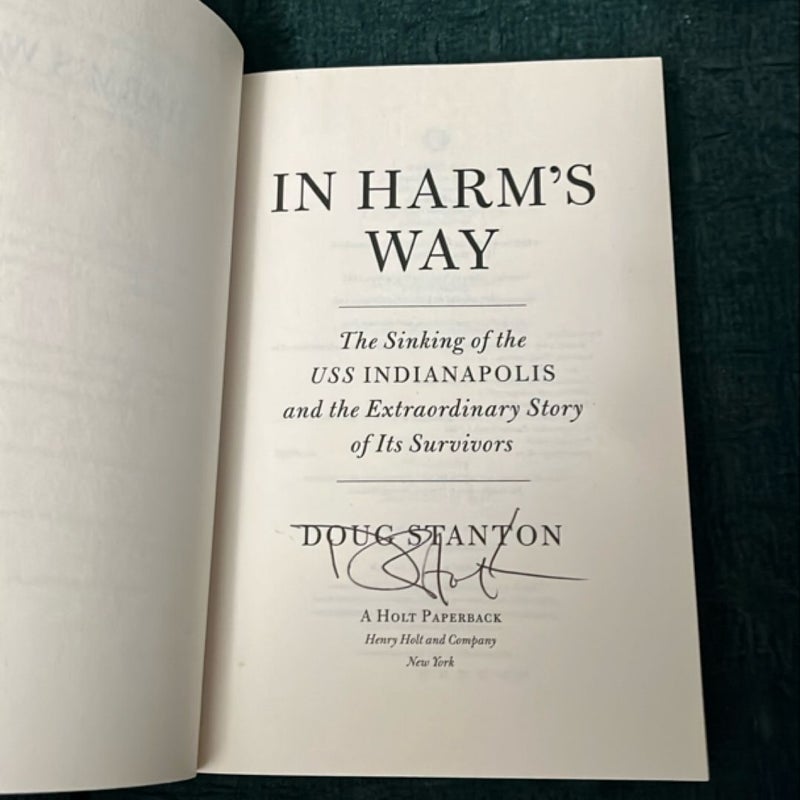 IN HARM'S
WAY
The Sinking of the
USS INDIANAPOLIS
and the Extraordinary Story
of Its Survivors
DOUG STANTON
A HOLT PAPERBACK
Henry Holt and Company
New York